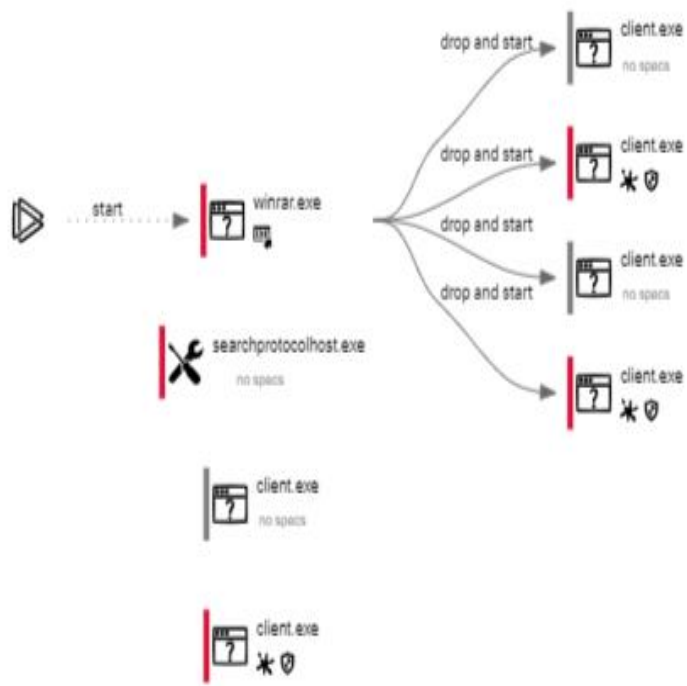 client.exe
drop and start
no specs
client.exe
drop and start
winrar.exe
start
drop and start
client.exe
no specs
drop and start
searchprotocolhost.exe
no specs
client.exe
client.exe
no specs
client.exe